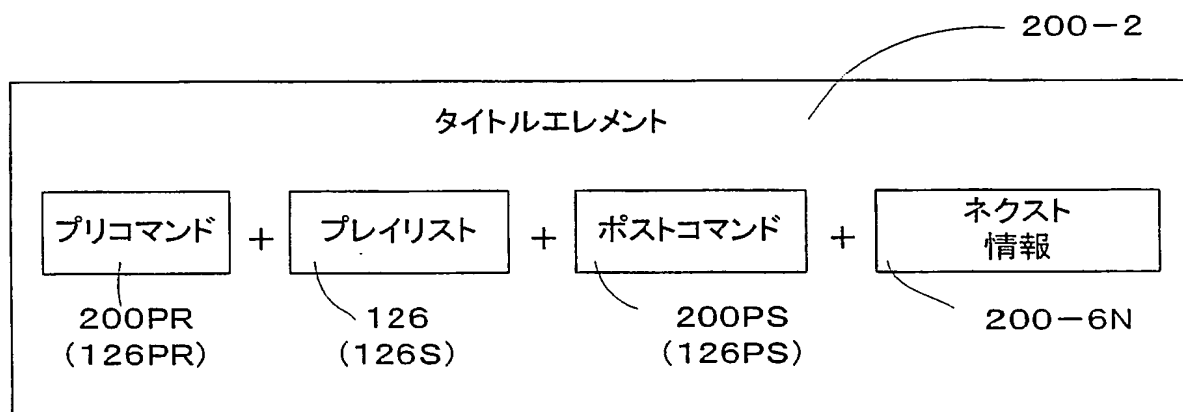 200-2
タイトルエレメント
プリコマンド + プレイリスト + ポストコマンド + ネクスト
情報
200PR 126 200PS 200-6N
(126PR) (126S) (126PS)